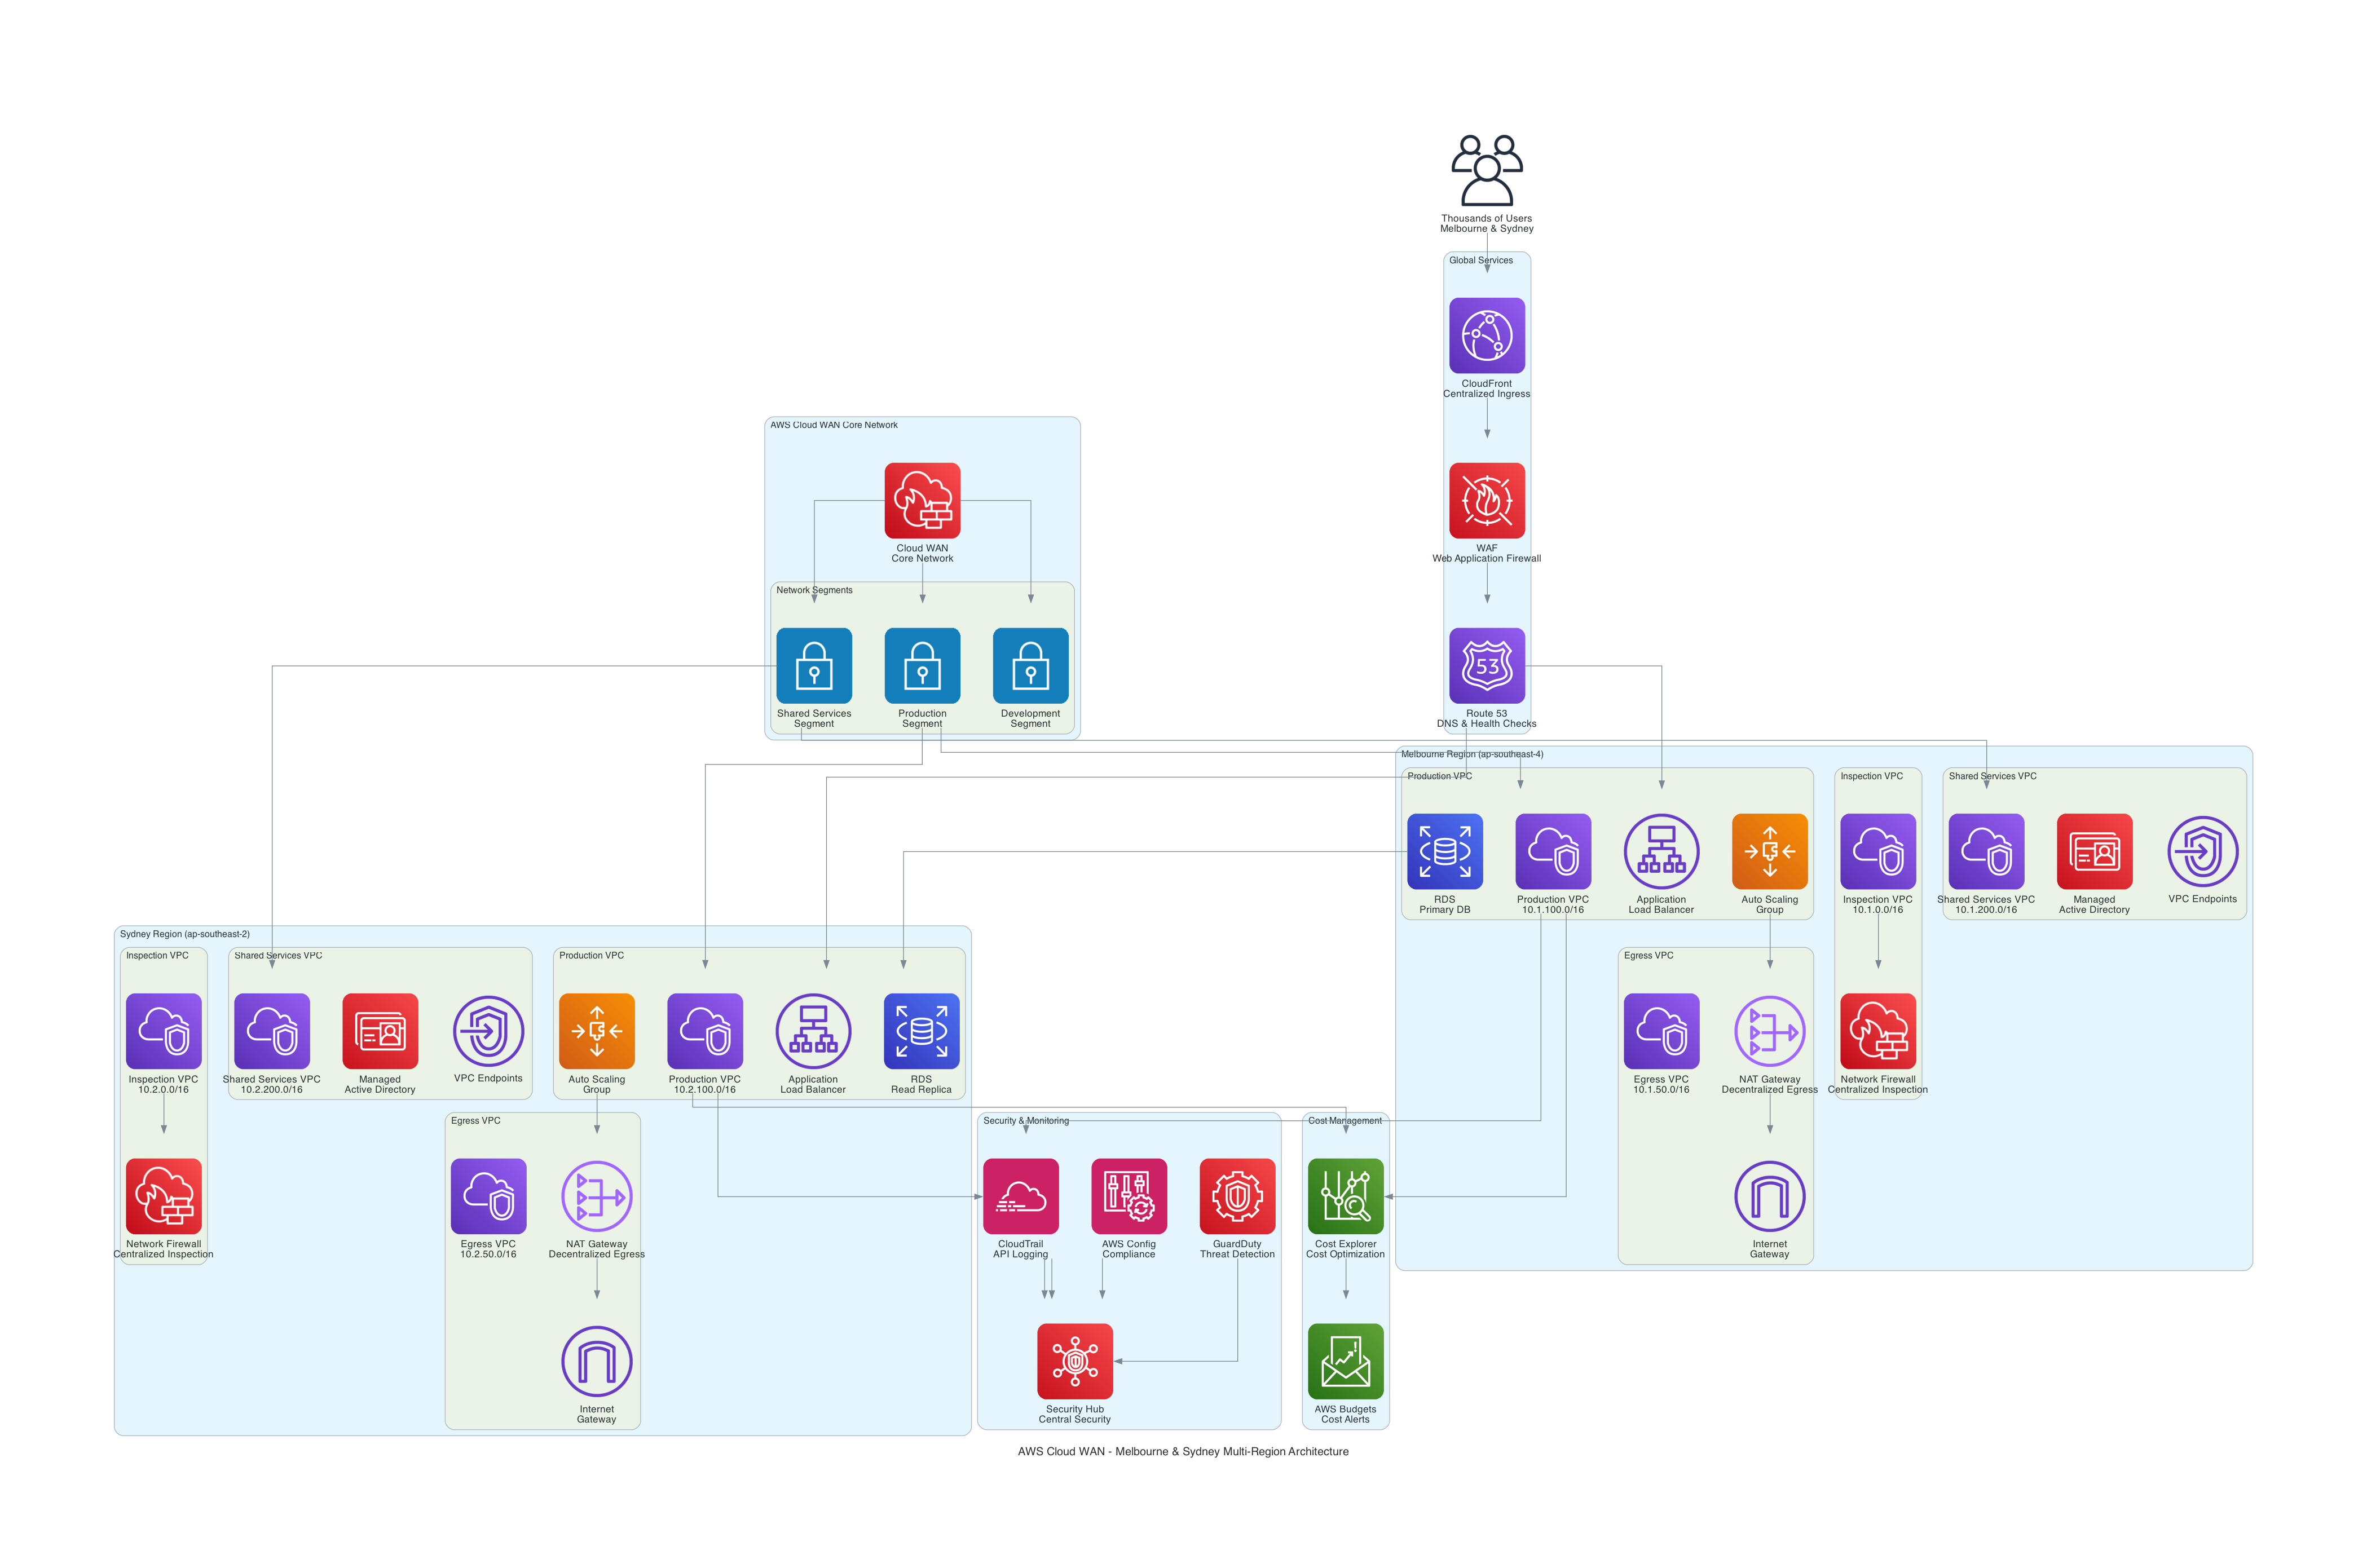 Thousands of Users
Melbourne & Sydney
Global Services
CloudFront
Centralized Ingress
AWS Cloud WAN Core Network
Cloud WAN
Core Network
WAF
Web Application Firewall
Network Segments
53
Shared Services
Segment
Production
Segment
Development
Segment
Route 53
DNS & Health Checks
Melbourne Region (ap-southeast-4)
Production VPC
RDS
Primary DB
Production VPC
10.1.100.0/16
Application
Load Balancer
Auto Scaling
Group
Inspection VPC
Inspection VPC
10.1.0.0/16
Network Firewall
Centralized Inspection
Shared Services VPC
Shared Services VPC
10.1.200.0/16
Managed
Active Directory
VPC Endpoints
Egress VPC
Egress VPC
10.1.50.0/16
NAT Gateway
Decentralized Egress
Internet
Gateway
Sydney Region (ap-southeast-2)
Inspection VPC
Inspection VPC
10.2.0.0/16
Network Firewall
Centralized Inspection
Shared Services VPC
Shared Services VPC
10.2.200.0/16
Managed
Active Directory
VPC Endpoints
Production VPC
Auto Scaling
Group
Production VPC
10.2.100.0/16
Application
Load Balancer
RDS
Read Replica
Egress VPC
Egress VPC
10.2.50.0/16
NAT Gateway
Decentralized Egress
Internet
Gateway
Security & Monitoring
CloudTrail
API Logging
AWS Config
Compliance
GuardDuty
Threat Detection
Security Hub
Central Security
Cost Management
Cost Explorer
Cost Optimization
AWS Budgets
Cost Alerts
AWS Cloud WAN - Melbourne & Sydney Multi-Region Architecture